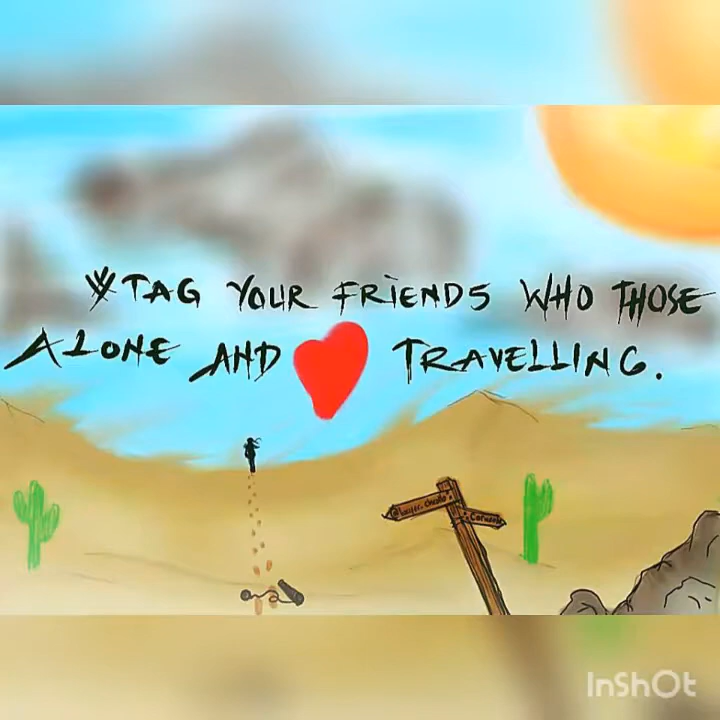 TAG YOUR FRIENDS WHO THOSE
ALONE AND ❤ TRAVELLING.
InShOt